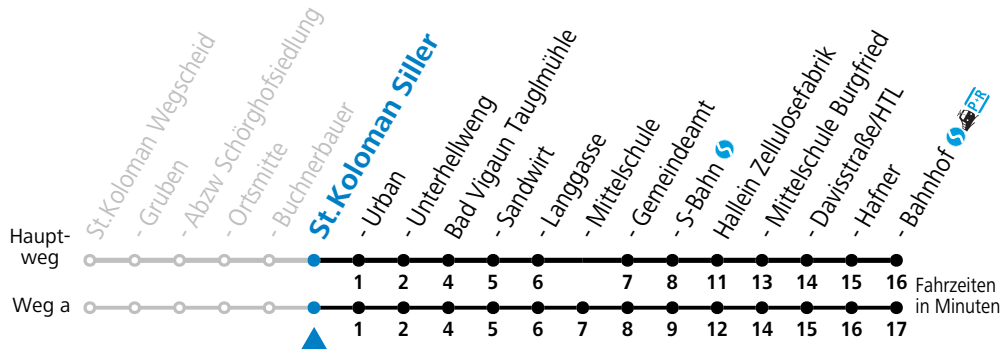 St.Koloman Wegscheid
- Gruben
- Abzw Schörghofsiedlung
- Ortsmitte
- Buchnerbauer
St.Koloman Siller
- Urban
- Unterhellweng
Bad Vigaun Tauglmühle
- Sandwirt
- Langgasse
- Mittelschule
- Gemeindeamt
- S-Bahn
Hallein Zellulosefabrik
- Mittelschule Burgfried
- Davisstraße/HTL
- Hafner
- Bahnhof P+R
Haupt-
weg
1 2 4 5 6 7 8 11 13 14 15 16
Fahrzeiten
in Minuten
Weg a
1 2 4 5 6 7 8 9 12 14 15 16 17